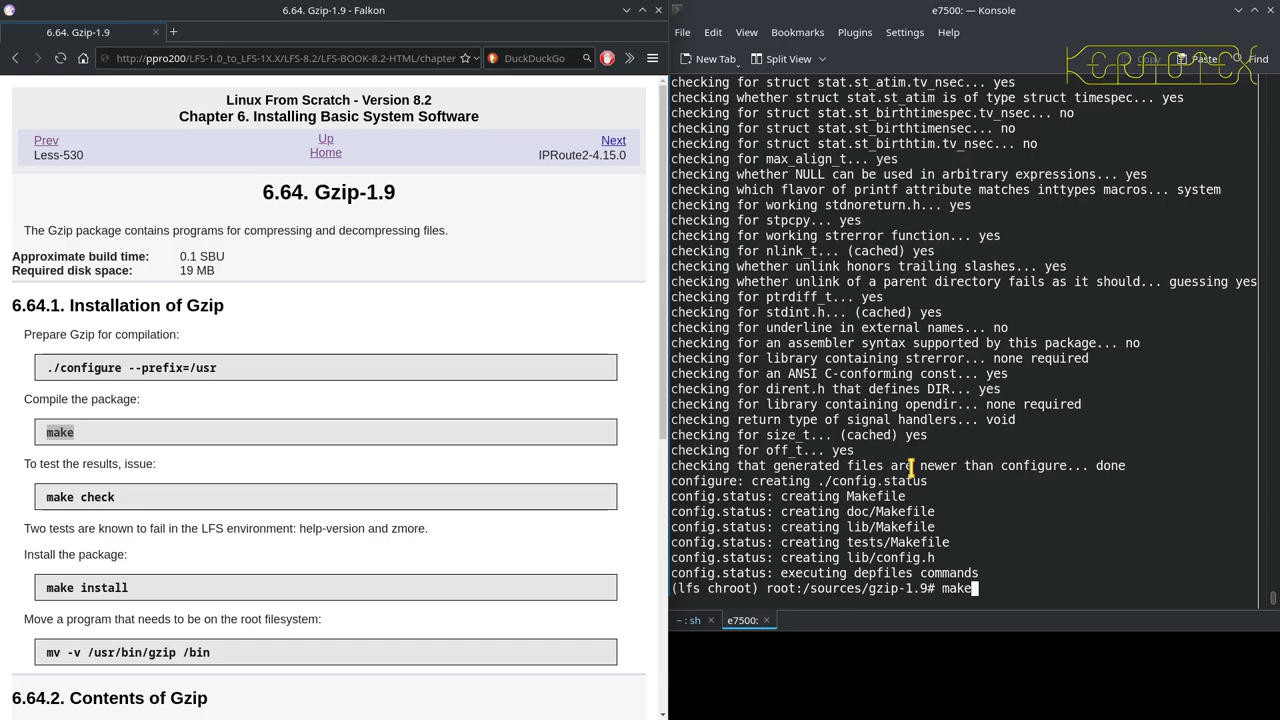 6.64. Gzip-1.9 - Falkon
6.64. Gzip-1.9
http://ppro200/LFS-1.0_to_LFS-1X.X/LFS-8.2/LFS-BOOK-8.2-HTML/chapter
DuckDuckGo
Linux From Scratch - Version 8.2
Chapter 6. Installing Basic System Software
Prev
Up
Next
Less-530
Home
IPRoute2-4.15.0
6.64. Gzip-1.9
The Gzip package contains programs for compressing and decompressing files.
Approximate build time: 0.1 SBU
Required disk space: 19 MB
6.64.1. Installation of Gzip
Prepare Gzip for compilation:
./configure --prefix=/usr
Compile the package:
make
To test the results, issue:
make check
Two tests are known to fail in the LFS environment: help-version and zmore.
Install the package:
make install
Move a program that needs to be on the root filesystem:
mv -v /usr/bin/gzip /bin
6.64.2. Contents of Gzip
e7500: — Konsole
File Edit View Bookmarks Plugins Settings Help
New Tab Split View Copy Paste Find
checking for struct stat.st_atim.tv_nsec... yes
checking whether struct stat.st_atim is of type struct timespec... yes
checking for struct stat.st_birthtimespec.tv_nsec... no
checking for struct stat.st_birthtimensec... no
checking for struct stat.st_birthtim.tv_nsec... no
checking for max_align_t... yes
checking whether NULL can be used in arbitrary expressions... yes
checking which flavor of printf attribute matches inttypes macros... system
checking for working stdnoreturn.h... yes
checking for stpcpy... yes
checking for working strerror function... yes
checking for nlink_t... (cached) yes
checking whether unlink honors trailing slashes... yes
checking whether unlink of a parent directory fails as it should... guessing yes
checking for ptrdiff_t... yes
checking for stdint.h... (cached) yes
checking for underline in external names... no
checking for an assembler syntax supported by this package... no
checking for library containing strerror... none required
checking for an ANSI C-conforming const... yes
checking for dirent.h that defines DIR... yes
checking for library containing opendir... none required
checking return type of signal handlers... void
checking for size_t... (cached) yes
checking for off_t... yes
checking that generated files are newer than configure... done
configure: creating ./config.status
config.status: creating Makefile
config.status: creating doc/Makefile
config.status: creating lib/Makefile
config.status: creating tests/Makefile
config.status: creating lib/config.h
config.status: executing depfiles commands
(lfs chroot) root:/sources/gzip-1.9# make
~ : sh
e7500: